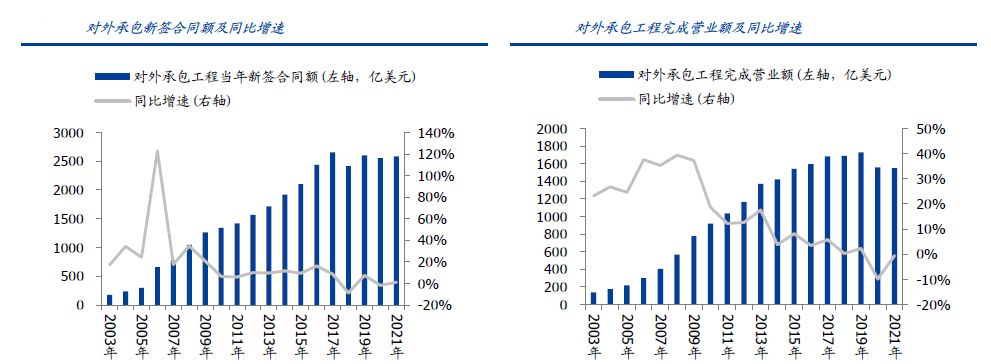 对外承包新签合同额及同比增速
对外承包工程当年新签合同额(左轴，亿美元)
同比增速(右轴)
3000
2500
2000
1500
1000
500
0
140%
120%
100%
80%
60%
40%
20%
0%
-20%
2003年
2005年
2007年
2009年
2011年
2013年
2015年
2017年
2019年
2021年
对外承包工程完成营业额及同比增速
对外承包工程完成营业额(左轴，亿美元)
同比增速(右轴)
2000
1800
1600
1400
1200
1000
800
600
400
200
0
50%
40%
30%
20%
10%
0%
-10%
-20%
2003年
2005年
2007年
2009年
2011年
2013年
2015年
2017年
2019年
2021年